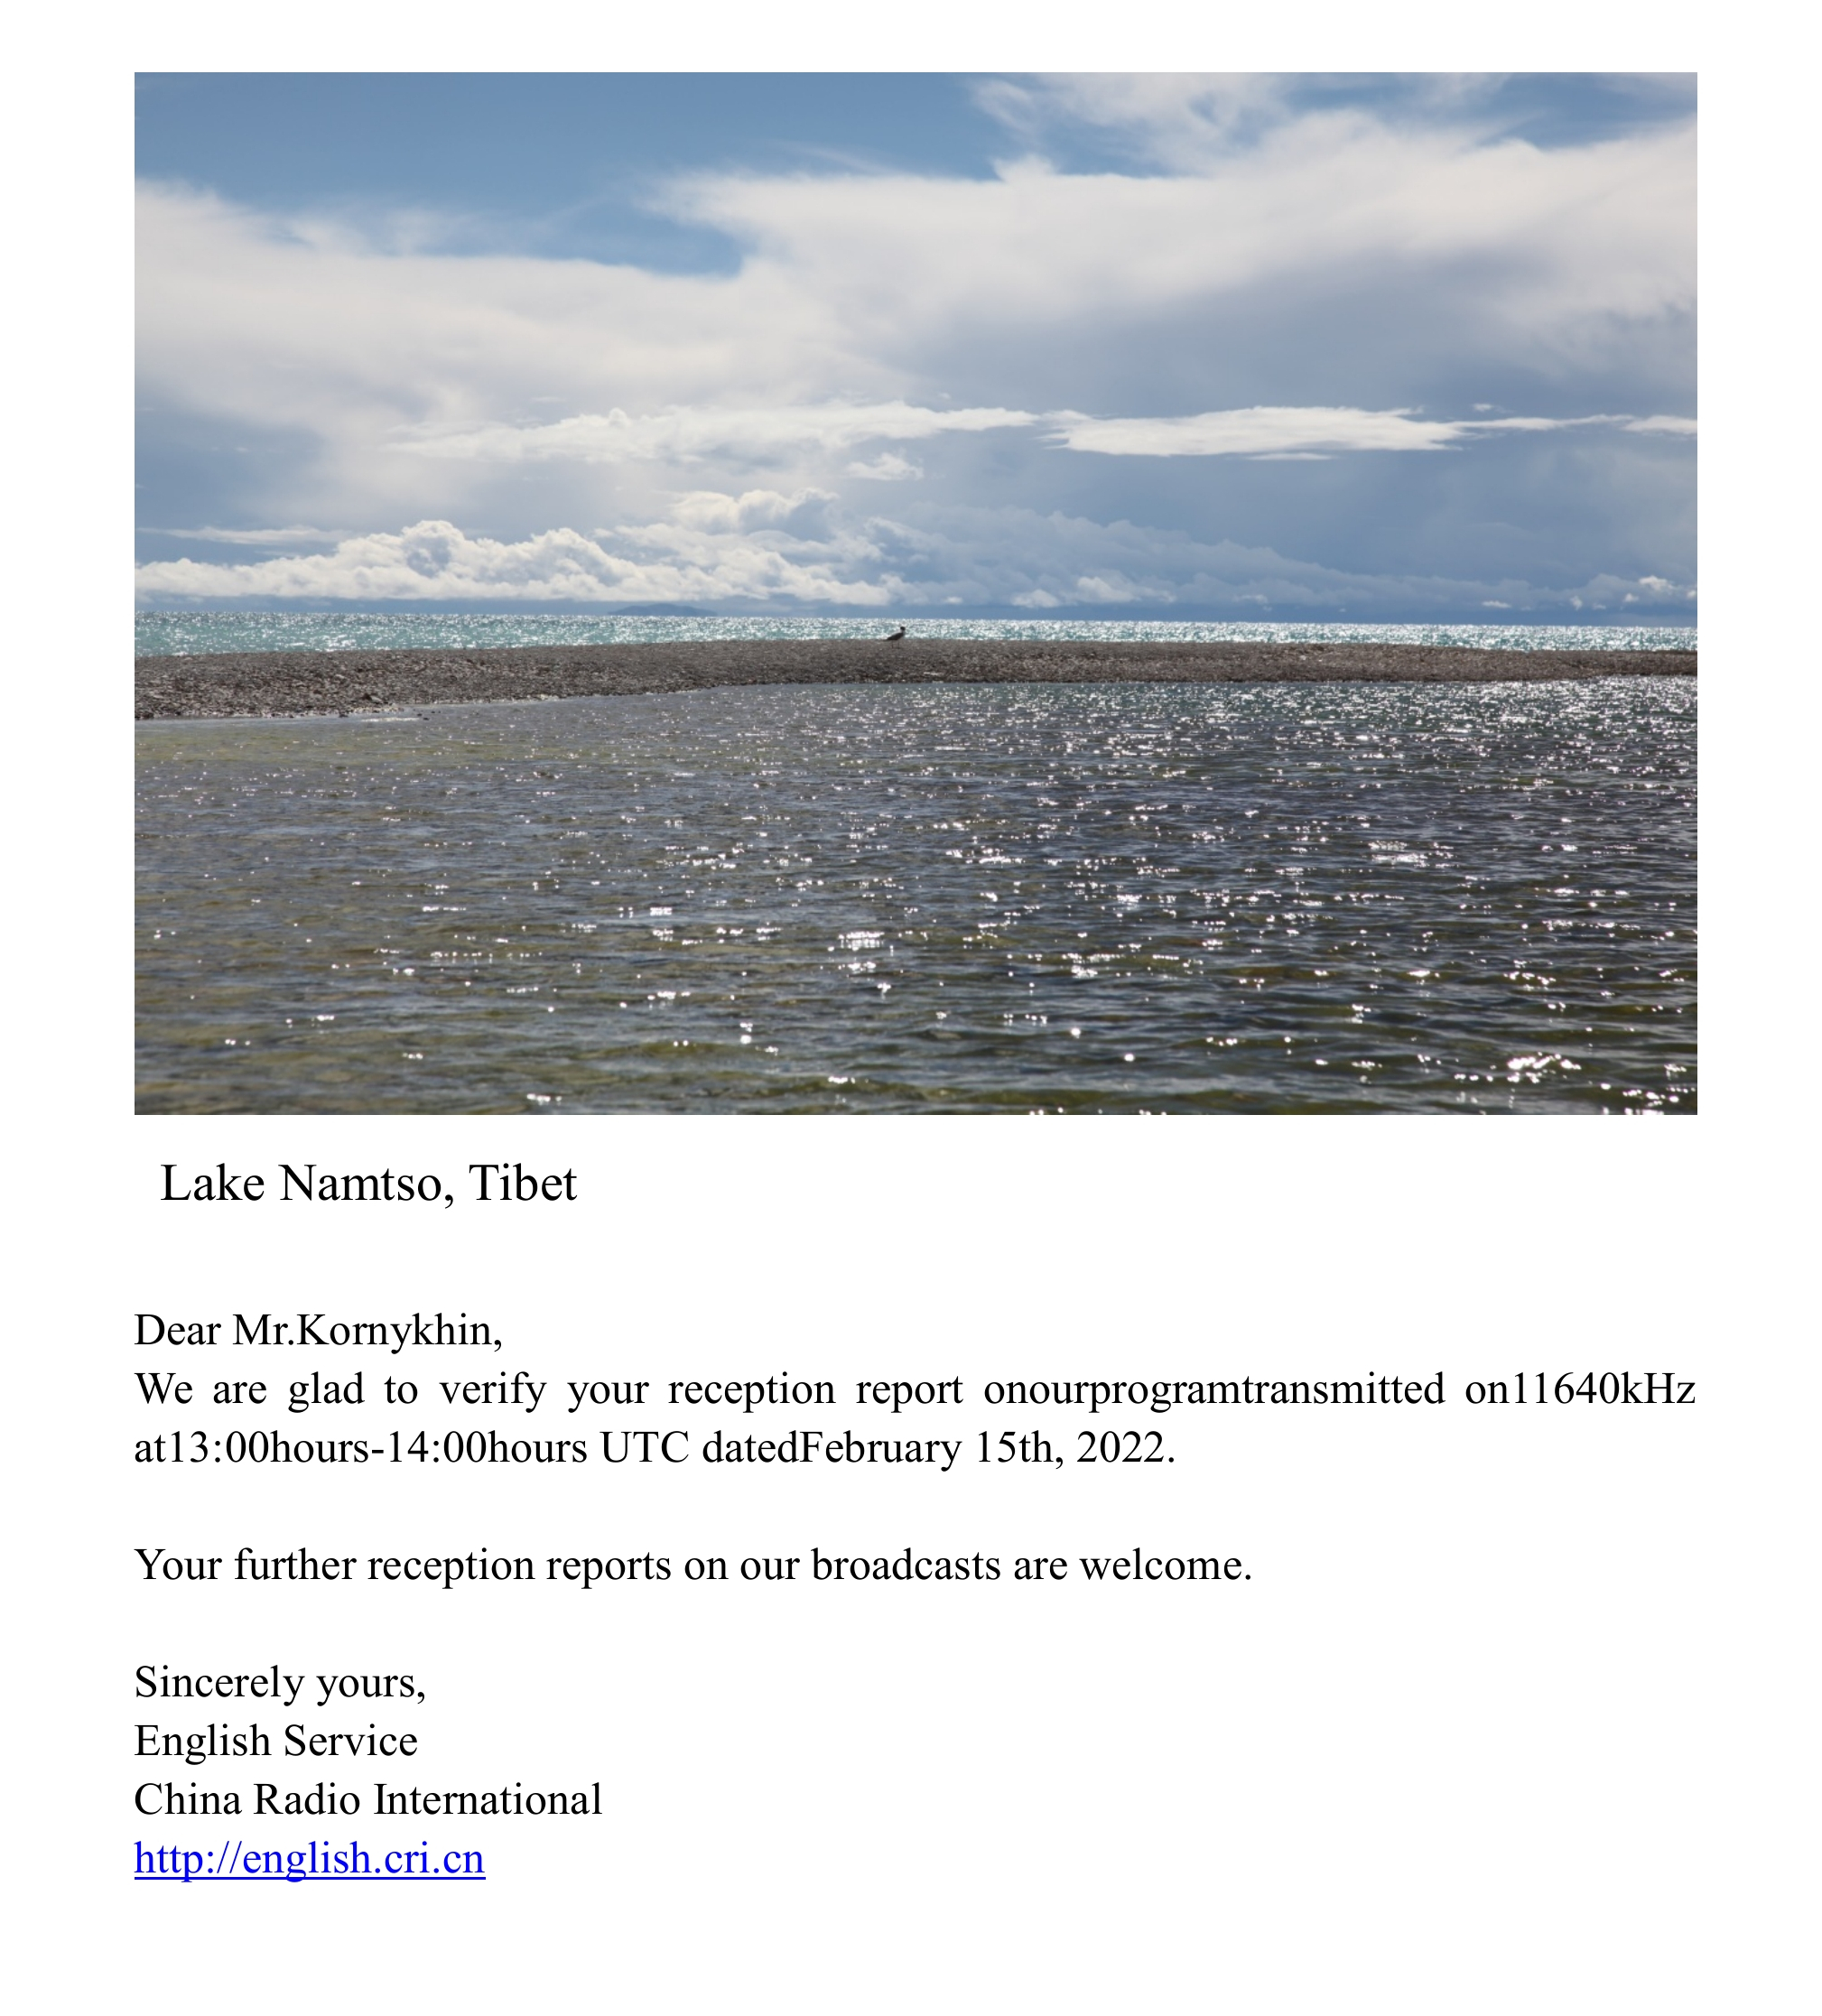 Lake Namtso, Tibet
Dear Mr.Kornykhin,
We are glad to verify your reception report onourprogramtransmitted on11640kHz
at13:00hours-14:00hours UTC datedFebruary 15th, 2022.
Your further reception reports on our broadcasts are welcome.
Sincerely yours,
English Service
China Radio International
http://english.cri.cn